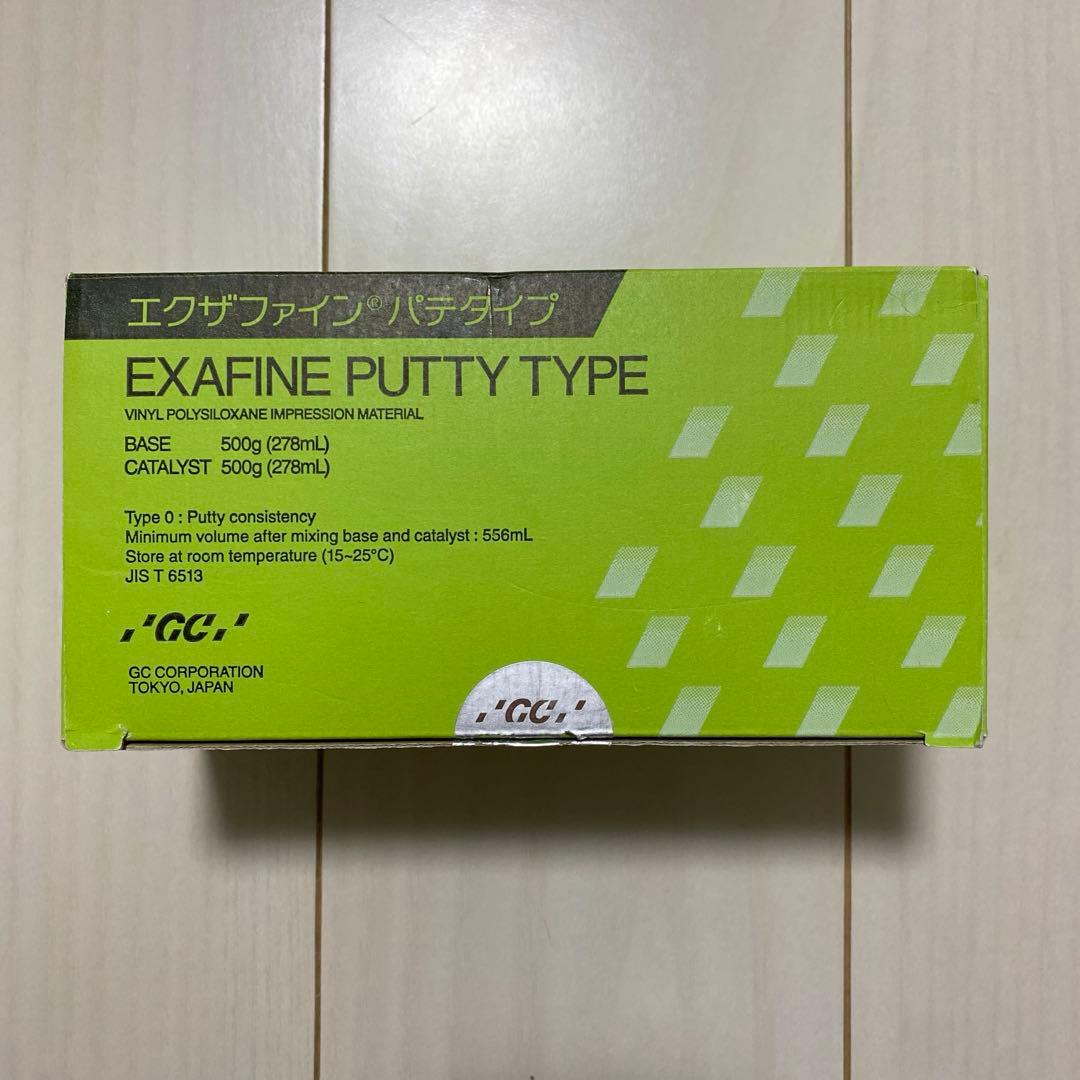 エクザファイン® パテタイプ
EXAFINE PUTTY TYPE
VINYL POLYSILOXANE IMPRESSION MATERIAL
BASE 500g (278mL)
CATALYST 500g (278mL)
Type 0 : Putty consistency
Minimum volume after mixing base and catalyst : 556mL
Store at room temperature (15~25°C)
JIS T 6513
GC
GC CORPORATION
TOKYO, JAPAN
GC